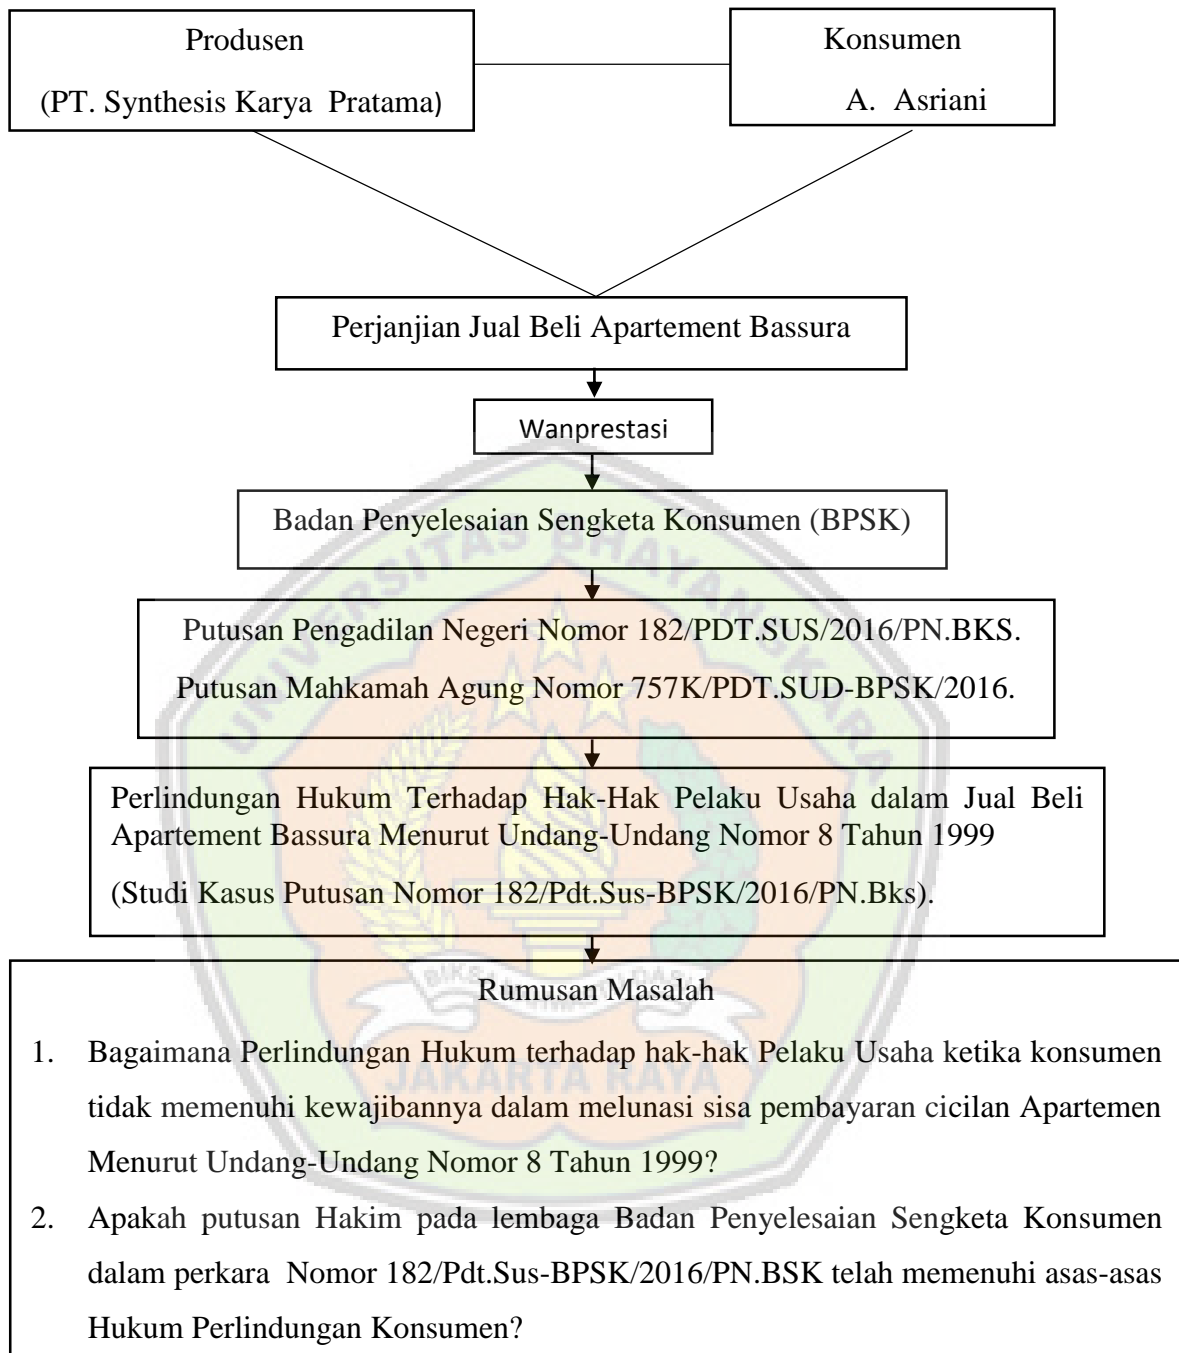 Produsen
(PT. Synthesis Karya Pratama)
Konsumen
A. Asriani
Perjanjian Jual Beli Apartement Bassura
Wanprestasi
Badan Penyelesaian Sengketa Konsumen (BPSK)
Putusan Pengadilan Negeri Nomor 182/PDT.SUS/2016/PN.BKS.
Putusan Mahkamah Agung Nomor 757K/PDT.SUD-BPSK/2016.
Perlindungan Hukum Terhadap Hak-Hak Pelaku Usaha dalam Jual Beli
Apartement Bassura Menurut Undang-Undang Nomor 8 Tahun 1999
(Studi Kasus Putusan Nomor 182/Pdt.Sus-BPSK/2016/PN.Bks).
Rumusan Masalah
1. Bagaimana Perlindungan Hukum terhadap hak-hak Pelaku Usaha ketika konsumen
tidak memenuhi kewajibannya dalam melunasi sisa pembayaran cicilan Apartemen
Menurut Undang-Undang Nomor 8 Tahun 1999?
2. Apakah putusan Hakim pada lembaga Badan Penyelesaian Sengketa Konsumen
dalam perkara Nomor 182/Pdt.Sus-BPSK/2016/PN.BSK telah memenuhi asas-asas
Hukum Perlindungan Konsumen?
UNIVERSITAS BHAYANGKARA
JAKARTA RAYA